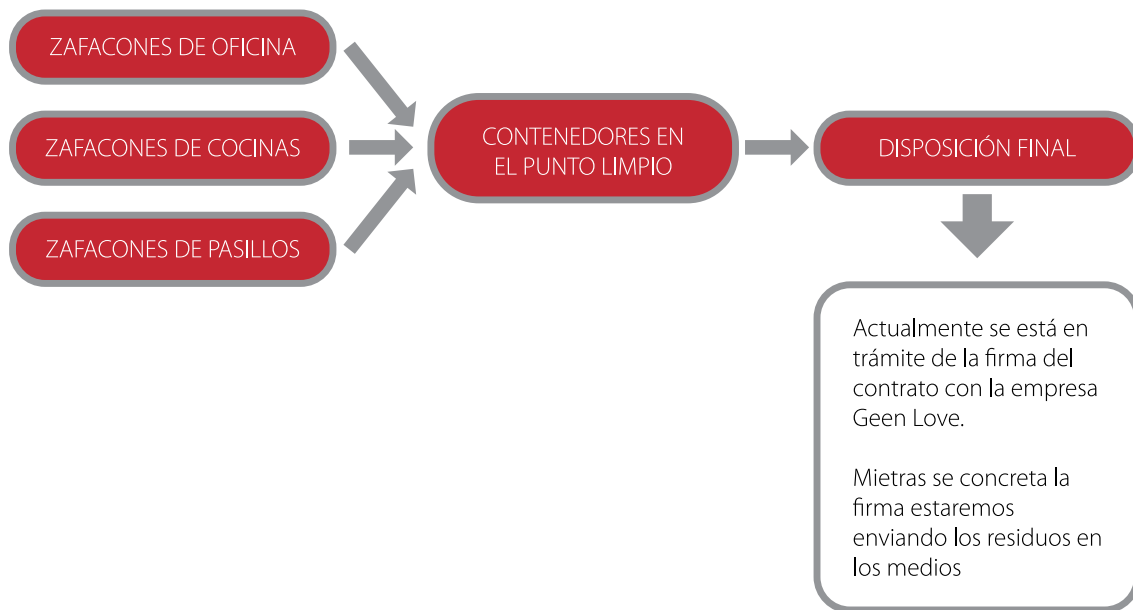 ZAFACONES DE OFICINA
ZAFACONES DE COCINAS
ZAFACONES DE PASILLOS
CONTENEDORES EN
EL PUNTO LIMPIO
DISPOSICIÓN FINAL
Actualmente se está en
trámite de la firma del
contrato con la empresa
Geen Love.
Mietras se concreta la
firma estaremos
enviando los residuos en
los medios